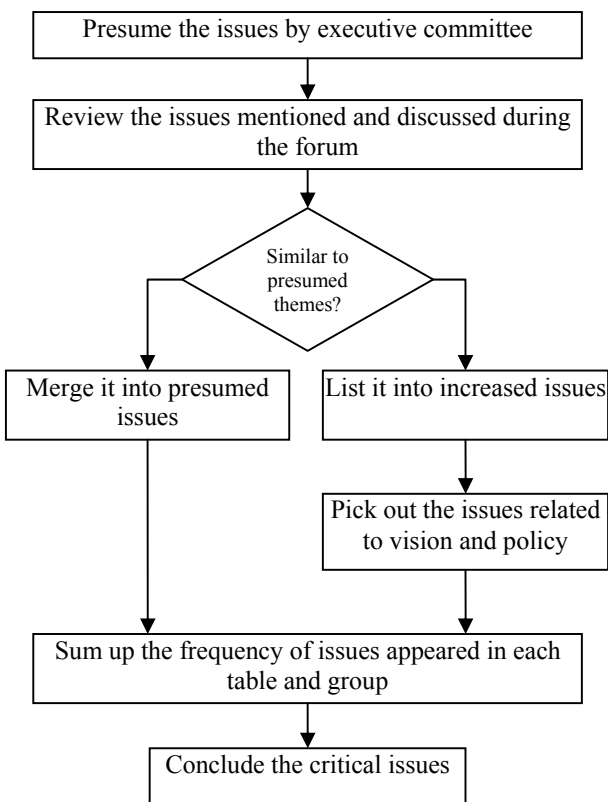 Presume the issues by executive committee
Review the issues mentioned and discussed during
the forum
Similar to
presumed
themes?
Merge it into presumed
issues
List it into increased issues
Pick out the issues related
to vision and policy
Sum up the frequency of issues appeared in each
table and group
Conclude the critical issues